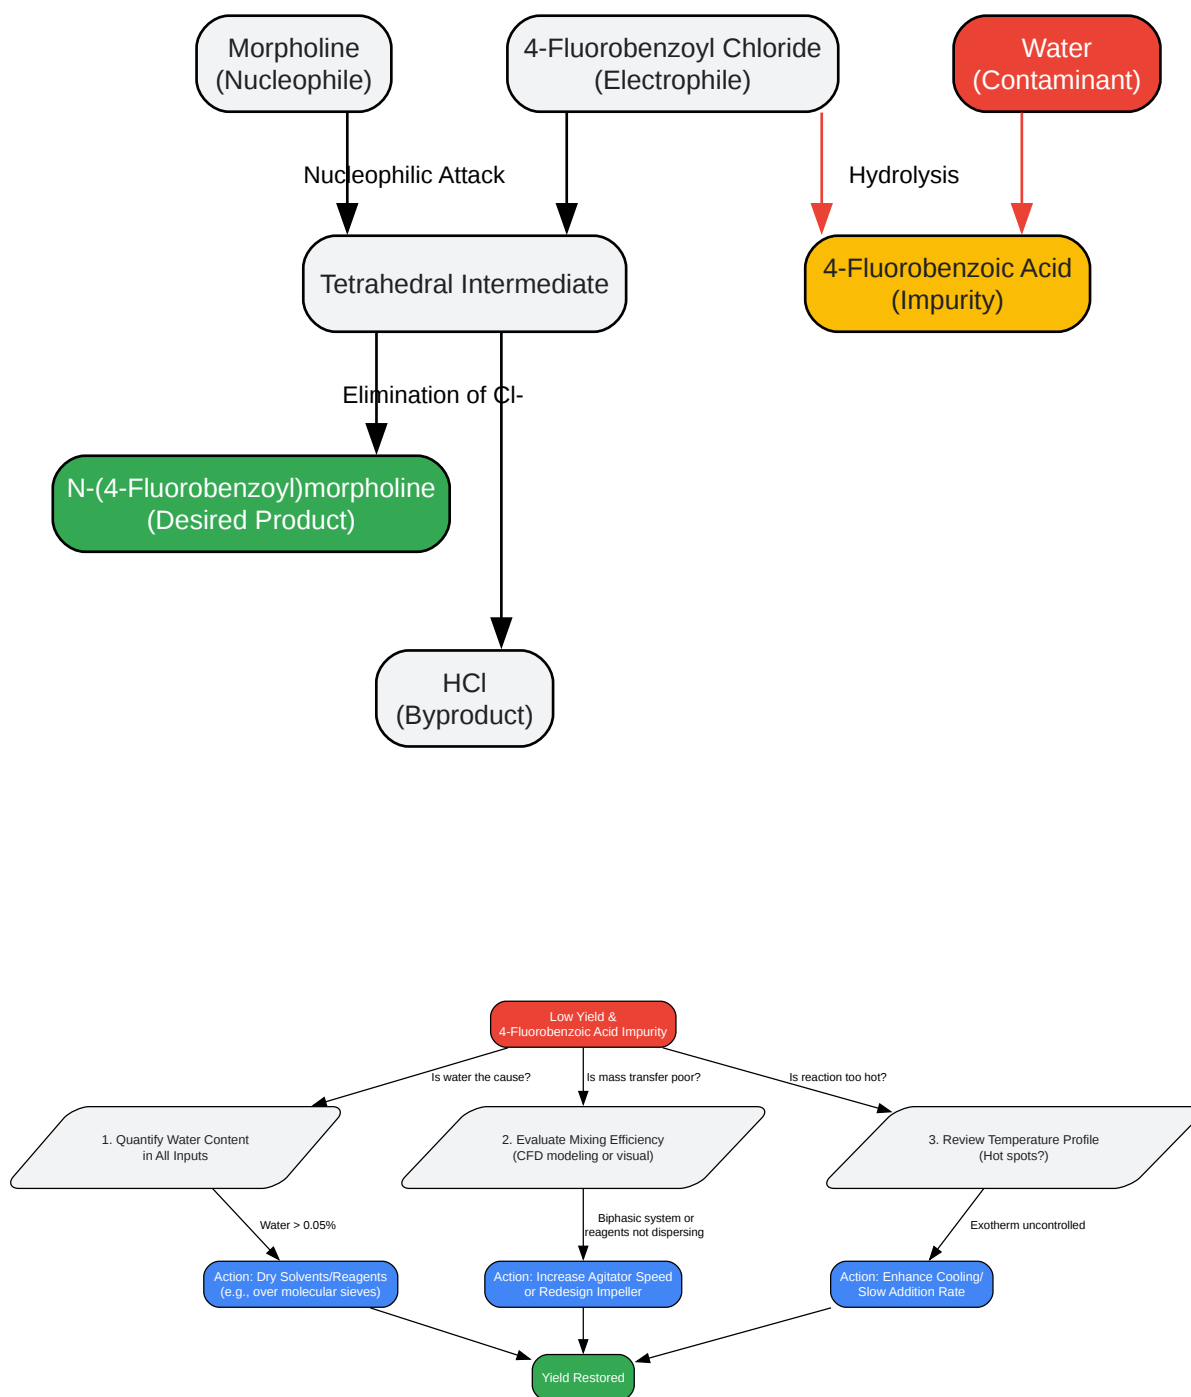 Morpholine
(Nucleophile)
4-Fluorobenzoyl Chloride
(Electrophile)
Water
(Contaminant)
Nucleophilic Attack
Hydrolysis
Tetrahedral Intermediate
4-Fluorobenzoic Acid
(Impurity)
Elimination of Cl-
N-(4-Fluorobenzoyl)morpholine
(Desired Product)
HCl
(Byproduct)
Low Yield &
4-Fluorobenzoic Acid Impurity
Is water the cause?
Is mass transfer poor?
Is reaction too hot?
1. Quantify Water Content
in All Inputs
2. Evaluate Mixing Efficiency
(CFD modeling or visual)
3. Review Temperature Profile
(Hot spots?)
Water > 0.05%
Biphasic system or
reagents not dispersing
Exotherm uncontrolled
Action: Dry Solvents/Reagents
(e.g., over molecular sieves)
Action: Increase Agitator Speed
or Redesign Impeller
Action: Enhance Cooling/
Slow Addition Rate
Yield Restored